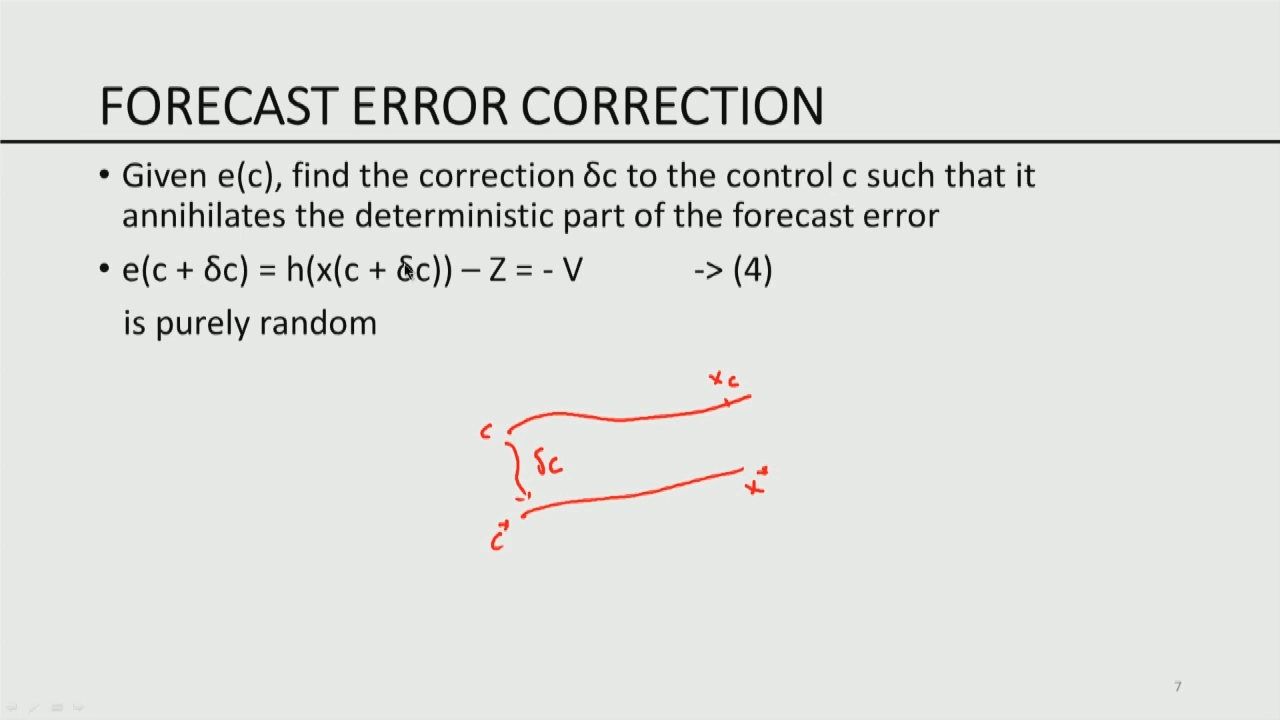 FORECAST ERROR CORRECTION
• Given e(c), find the correction δc to the control c such that it
annihilates the deterministic part of the forecast error
• e(c + δc) = h(x(c + δc)) – Z = - V -> (4)
is purely random
x c
c
δc
x*
c*
7